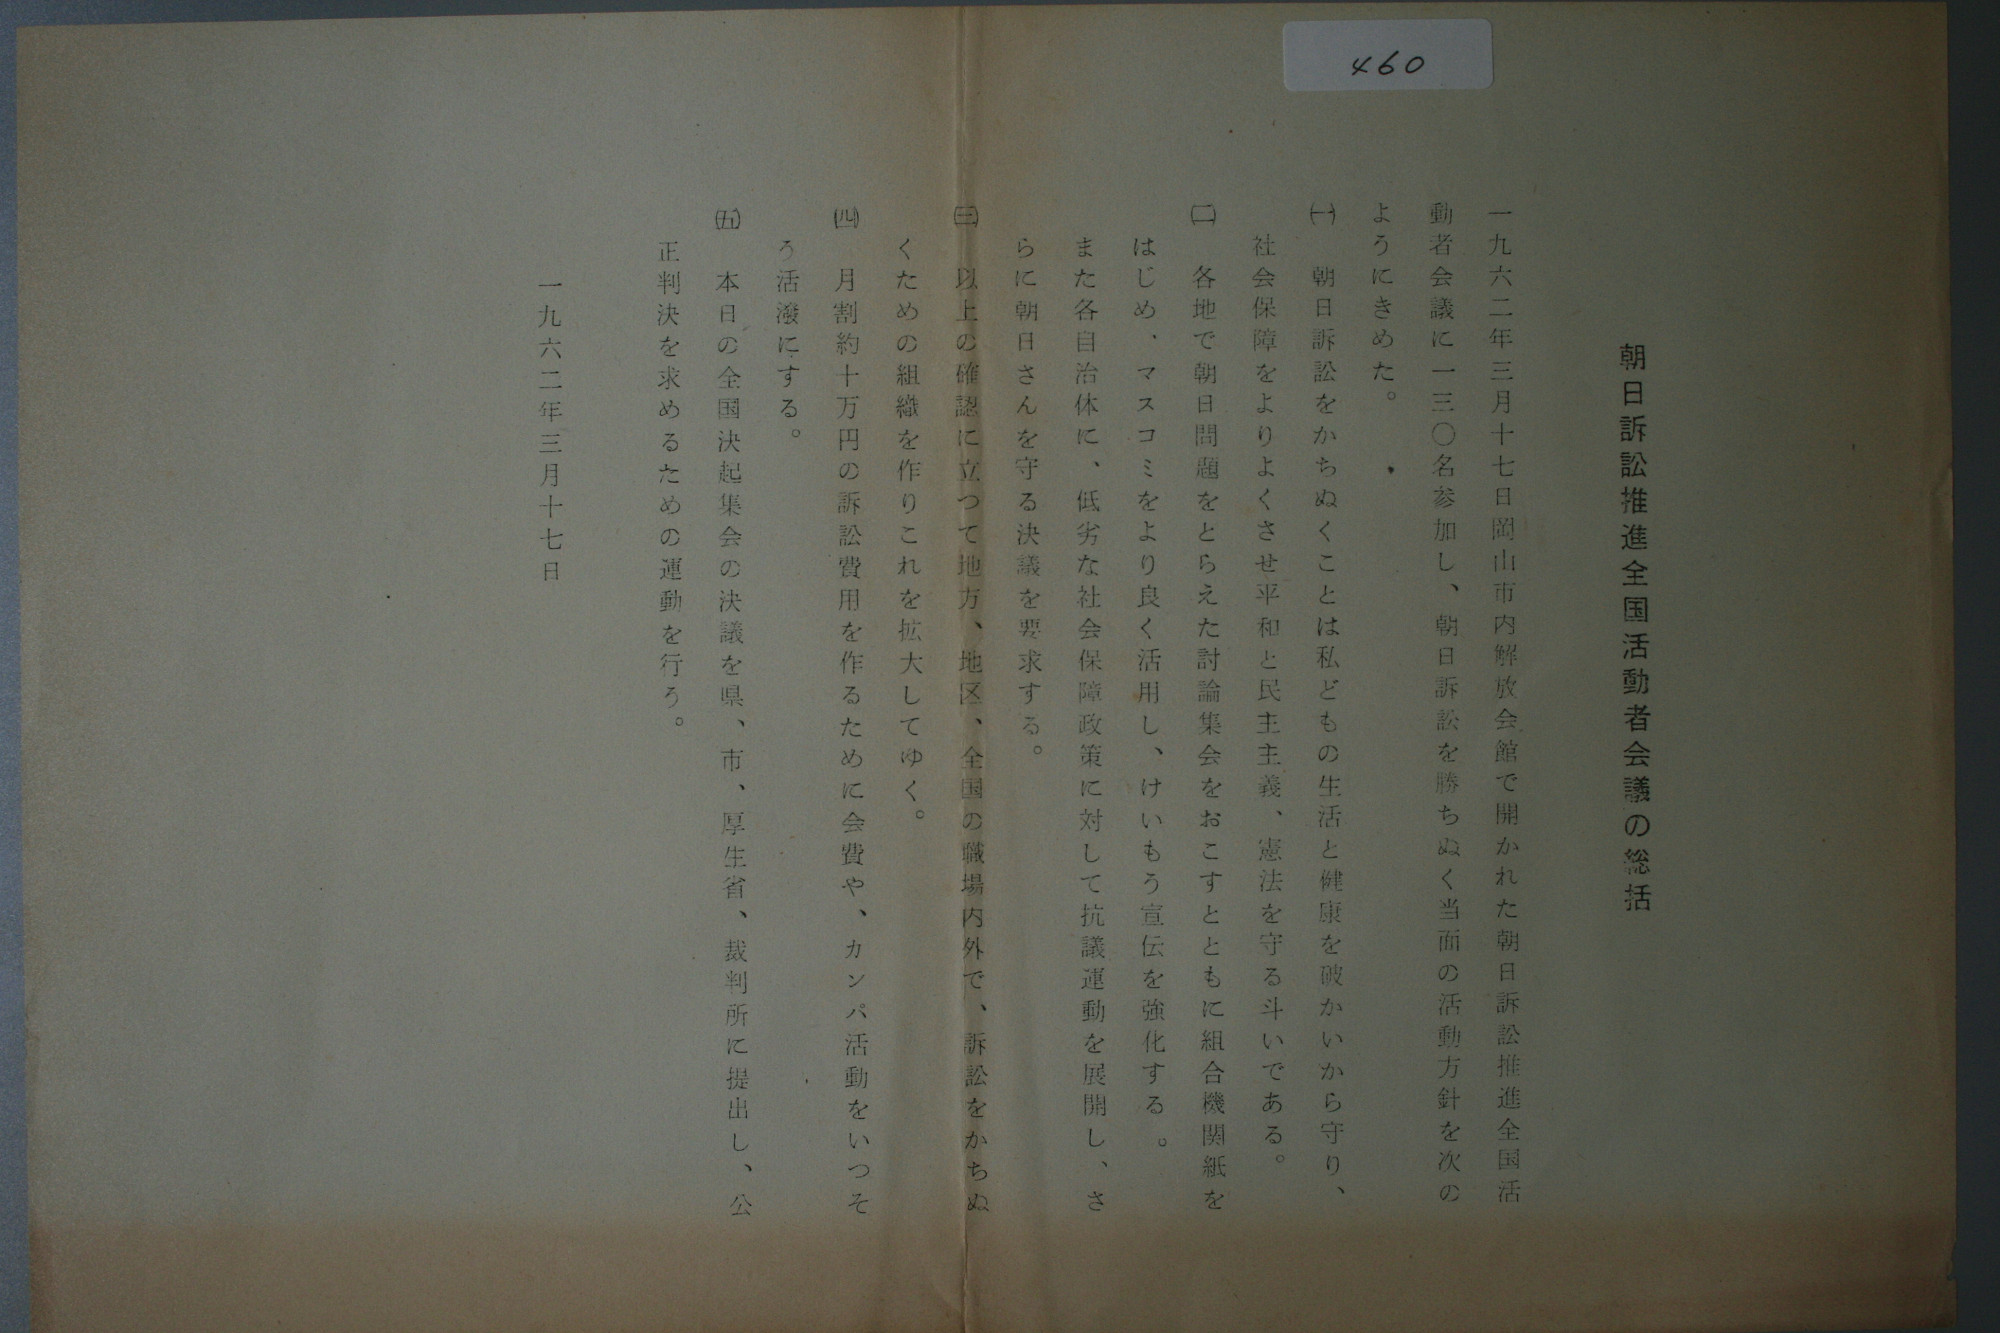 460
朝日訴訟推進全国活動者会議の総括
一九六二年三月十七日岡山市内解放会館で開かれた朝日訴訟推進全国活
動者会議に一三〇名参加し、朝日訴訟を勝ちぬく当面の活動方針を次の
ようにきめた。
㈠　朝日訴訟をかちぬくことは私どもの生活と健康を破かいから守り、
社会保障をよりよくさせ平和と民主主義、憲法を守る斗いである。
㈡　各地で朝日問題をとらえた討論集会をおこすとともに組合機関紙を
はじめ、マスコミをより良く活用し、けいもう宣伝を強化する。
また各自治体に、低劣な社会保障政策に対して抗議運動を展開し、さ
らに朝日さんを守る決議を要求する。
㈢　以上の確認に立つて地方、地区、全国の職場内外で、訴訟をかちぬ
くための組織を作りこれを拡大してゆく。
㈣　月割約十万円の訴訟費用を作るために会費や、カンパ活動をいつそ
う活潑にする。
㈤　本日の全国決起集会の決議を県、市、厚生省、裁判所に提出し、公
正判決を求めるための運動を行う。
一九六二年三月十七日